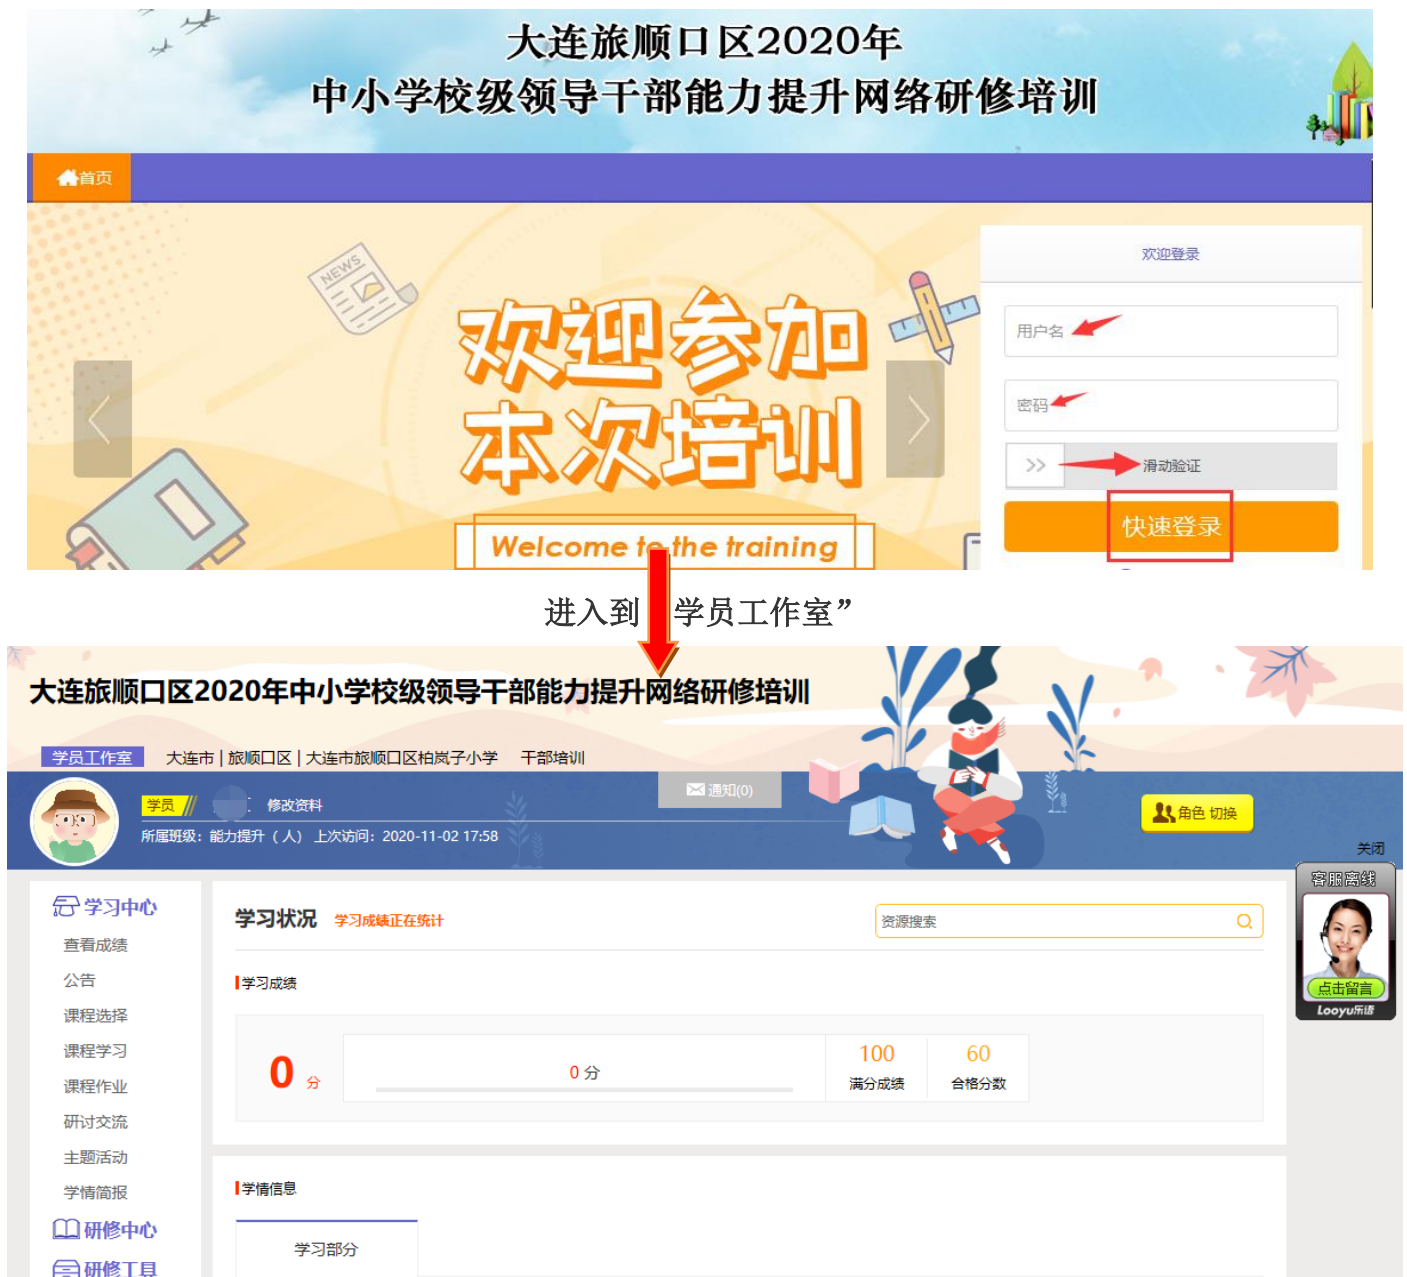 大连旅顺口区2020年
中小学校级领导干部能力提升网络研修培训
首页
NEWS
欢迎参加
本次培训
Welcome to the training
欢迎登录
用户名
密码
>> 滑动验证
快速登录
进入到 学员工作室”
大连旅顺口区2020年中小学校级领导干部能力提升网络研修培训
学员工作室 大连市 | 旅顺口区 | 大连市旅顺口区柏岚子小学 干部培训
通知(0)
学员 修改资料
角色 切换
所属班级：能力提升（人） 上次访问：2020-11-02 17:58
关闭
客服离线
点击留言
Looyu乐语
学习中心
查看成绩
公告
课程选择
课程学习
课程作业
研讨交流
主题活动
学情简报
研修中心
研修工具
学习状况 学习成绩正在统计
资源搜索
学习成绩
0 分
0 分
100
满分成绩
60
合格分数
学情信息
学习部分